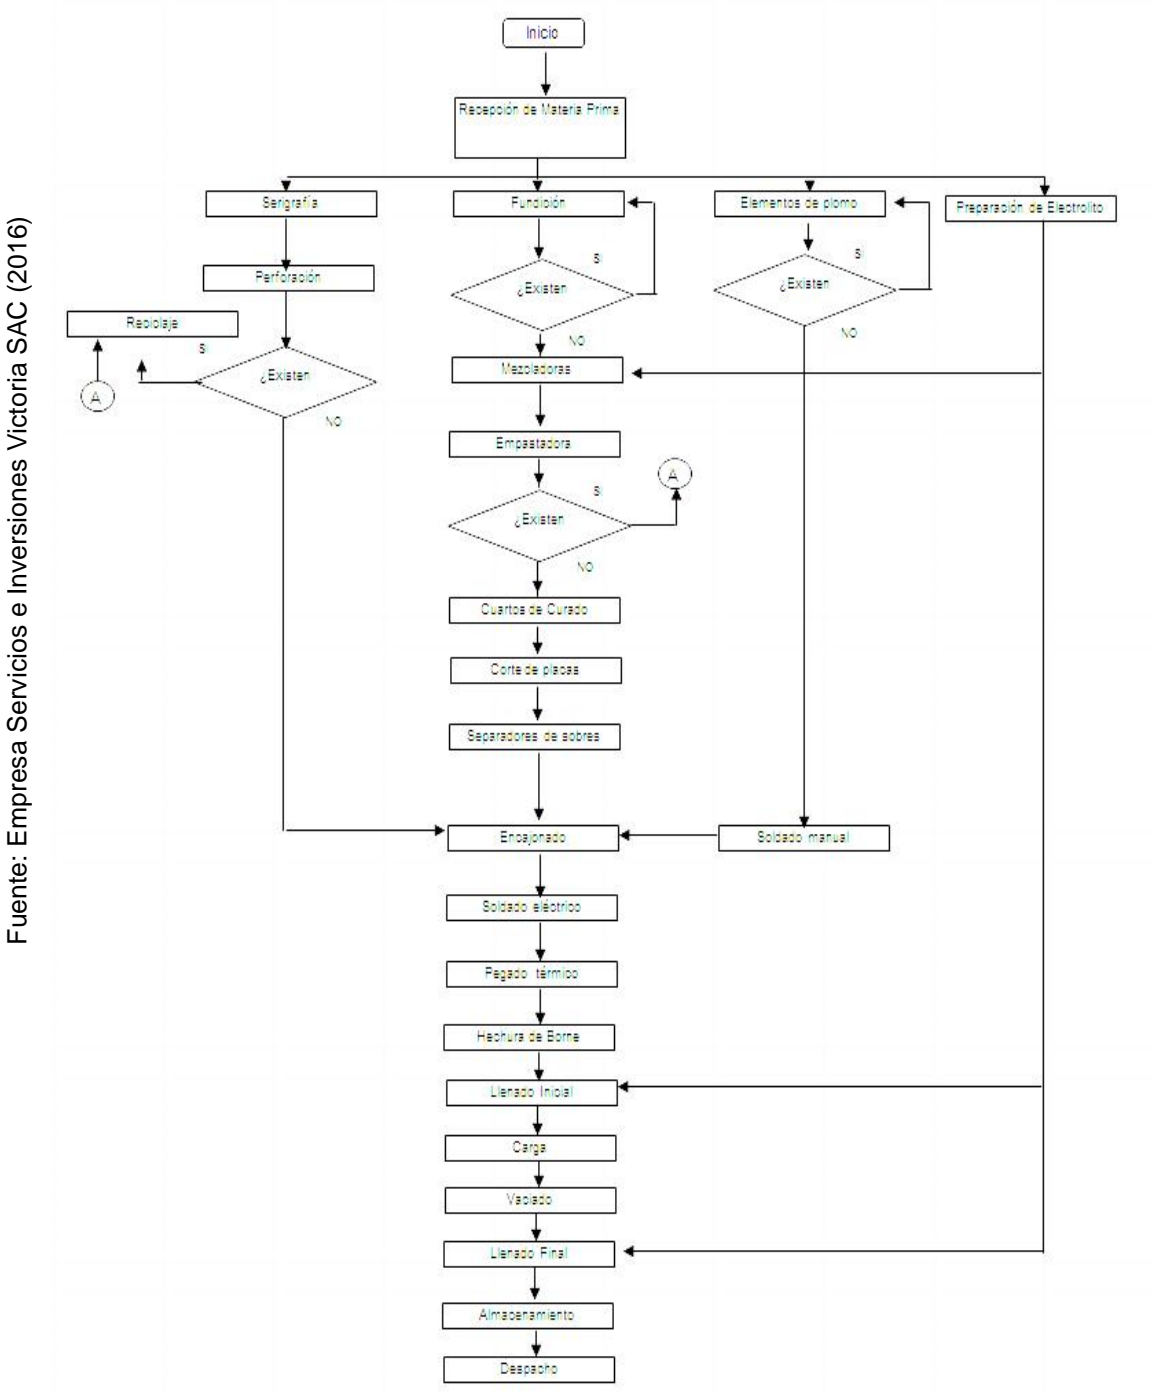 Inicio
Recepción de Materia Prima
Serigrafía
Fundición
Elementos de plomo
Preparación de Electrolito
Perforación
Si
¿Existen
NO
Si
¿Existen
NO
Reciclaje
Si
¿Existen
NO
A
Mezcladoras
Empastadora
A
Si
¿Existen
NO
Cuartos de Curado
Corte de placas
Separadores de sobres
Encajonado
Soldado manual
Soldado eléctrico
Pegado térmico
Hechura de Borne
Llenado Inicial
Carga
Vaciado
Llenado Final
Almacenamiento
Despacho
Fuente: Empresa Servicios e Inversiones Victoria SAC (2016)